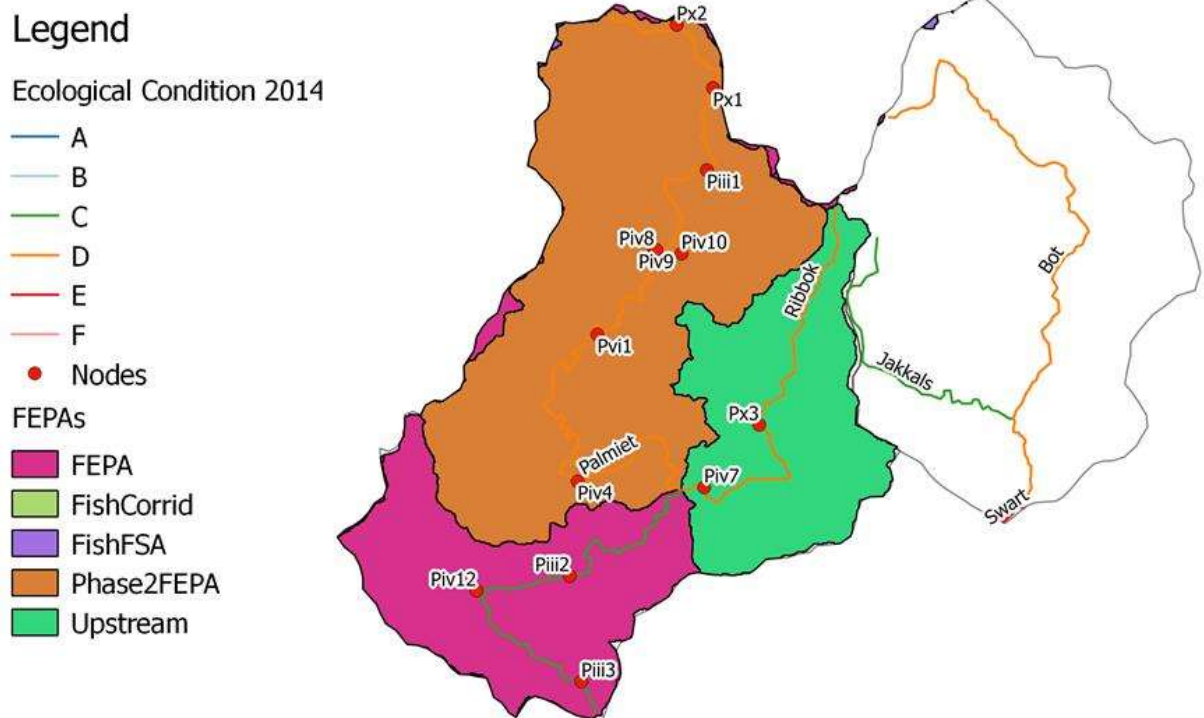 Legend
Ecological Condition 2014
A
B
C
D
E
F
Nodes
FEPAs
FEPA
FishCorrid
FishFSA
Phase2FEPA
Upstream
Px2
Px1
Piii1
Piv8
Piv10
Piv9
Pvi1
Ribbok
Bot
Jakkals
Px3
Palmiet
Piv7
Piv4
Swart
Piii2
Piv12
Piii3